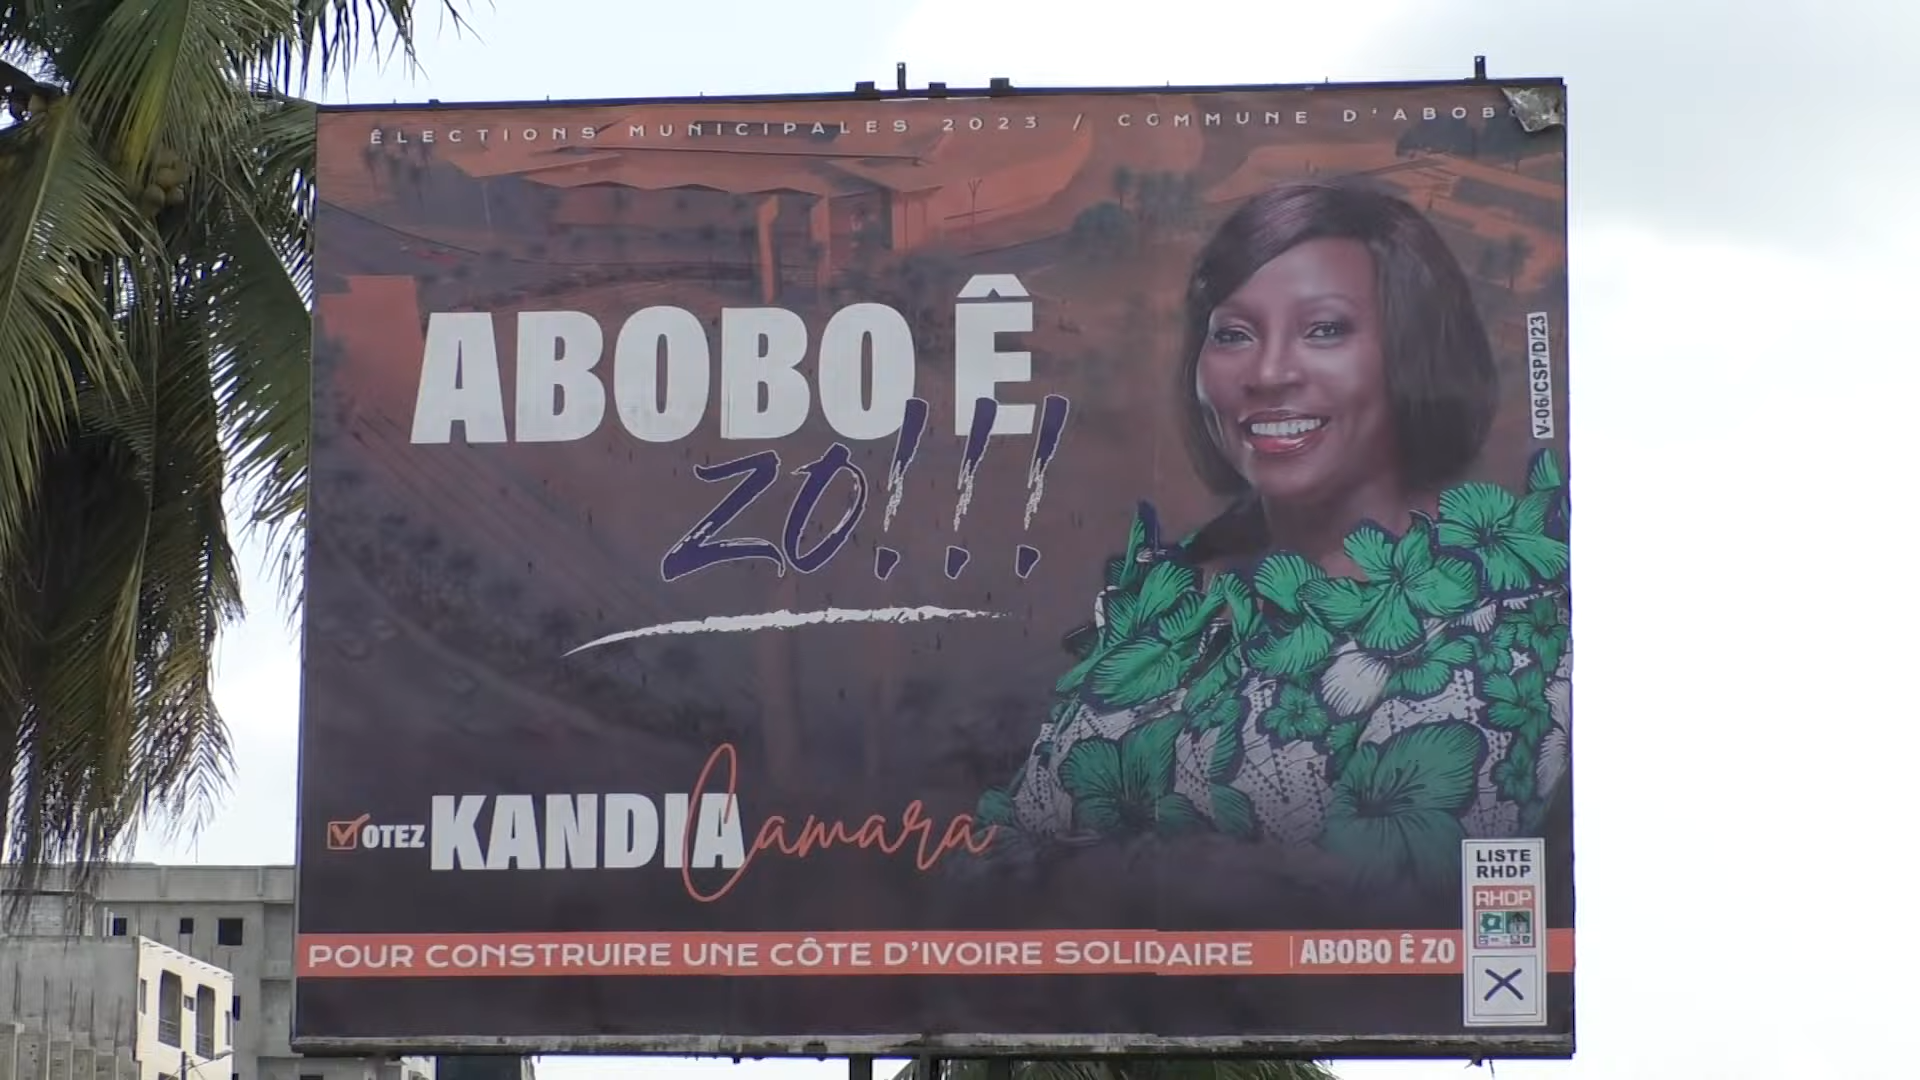 ÉLECTIONS MUNICIPALES 2023 / COMMUNE D'ABOBO
ABOBO Ê
ZO!!!
V-06/CSP/D/23
VOTEZ KANDIA Camara
LISTE
RHDP
RHDP
POUR CONSTRUIRE UNE CÔTE D'IVOIRE SOLIDAIRE | ABOBO Ê ZO